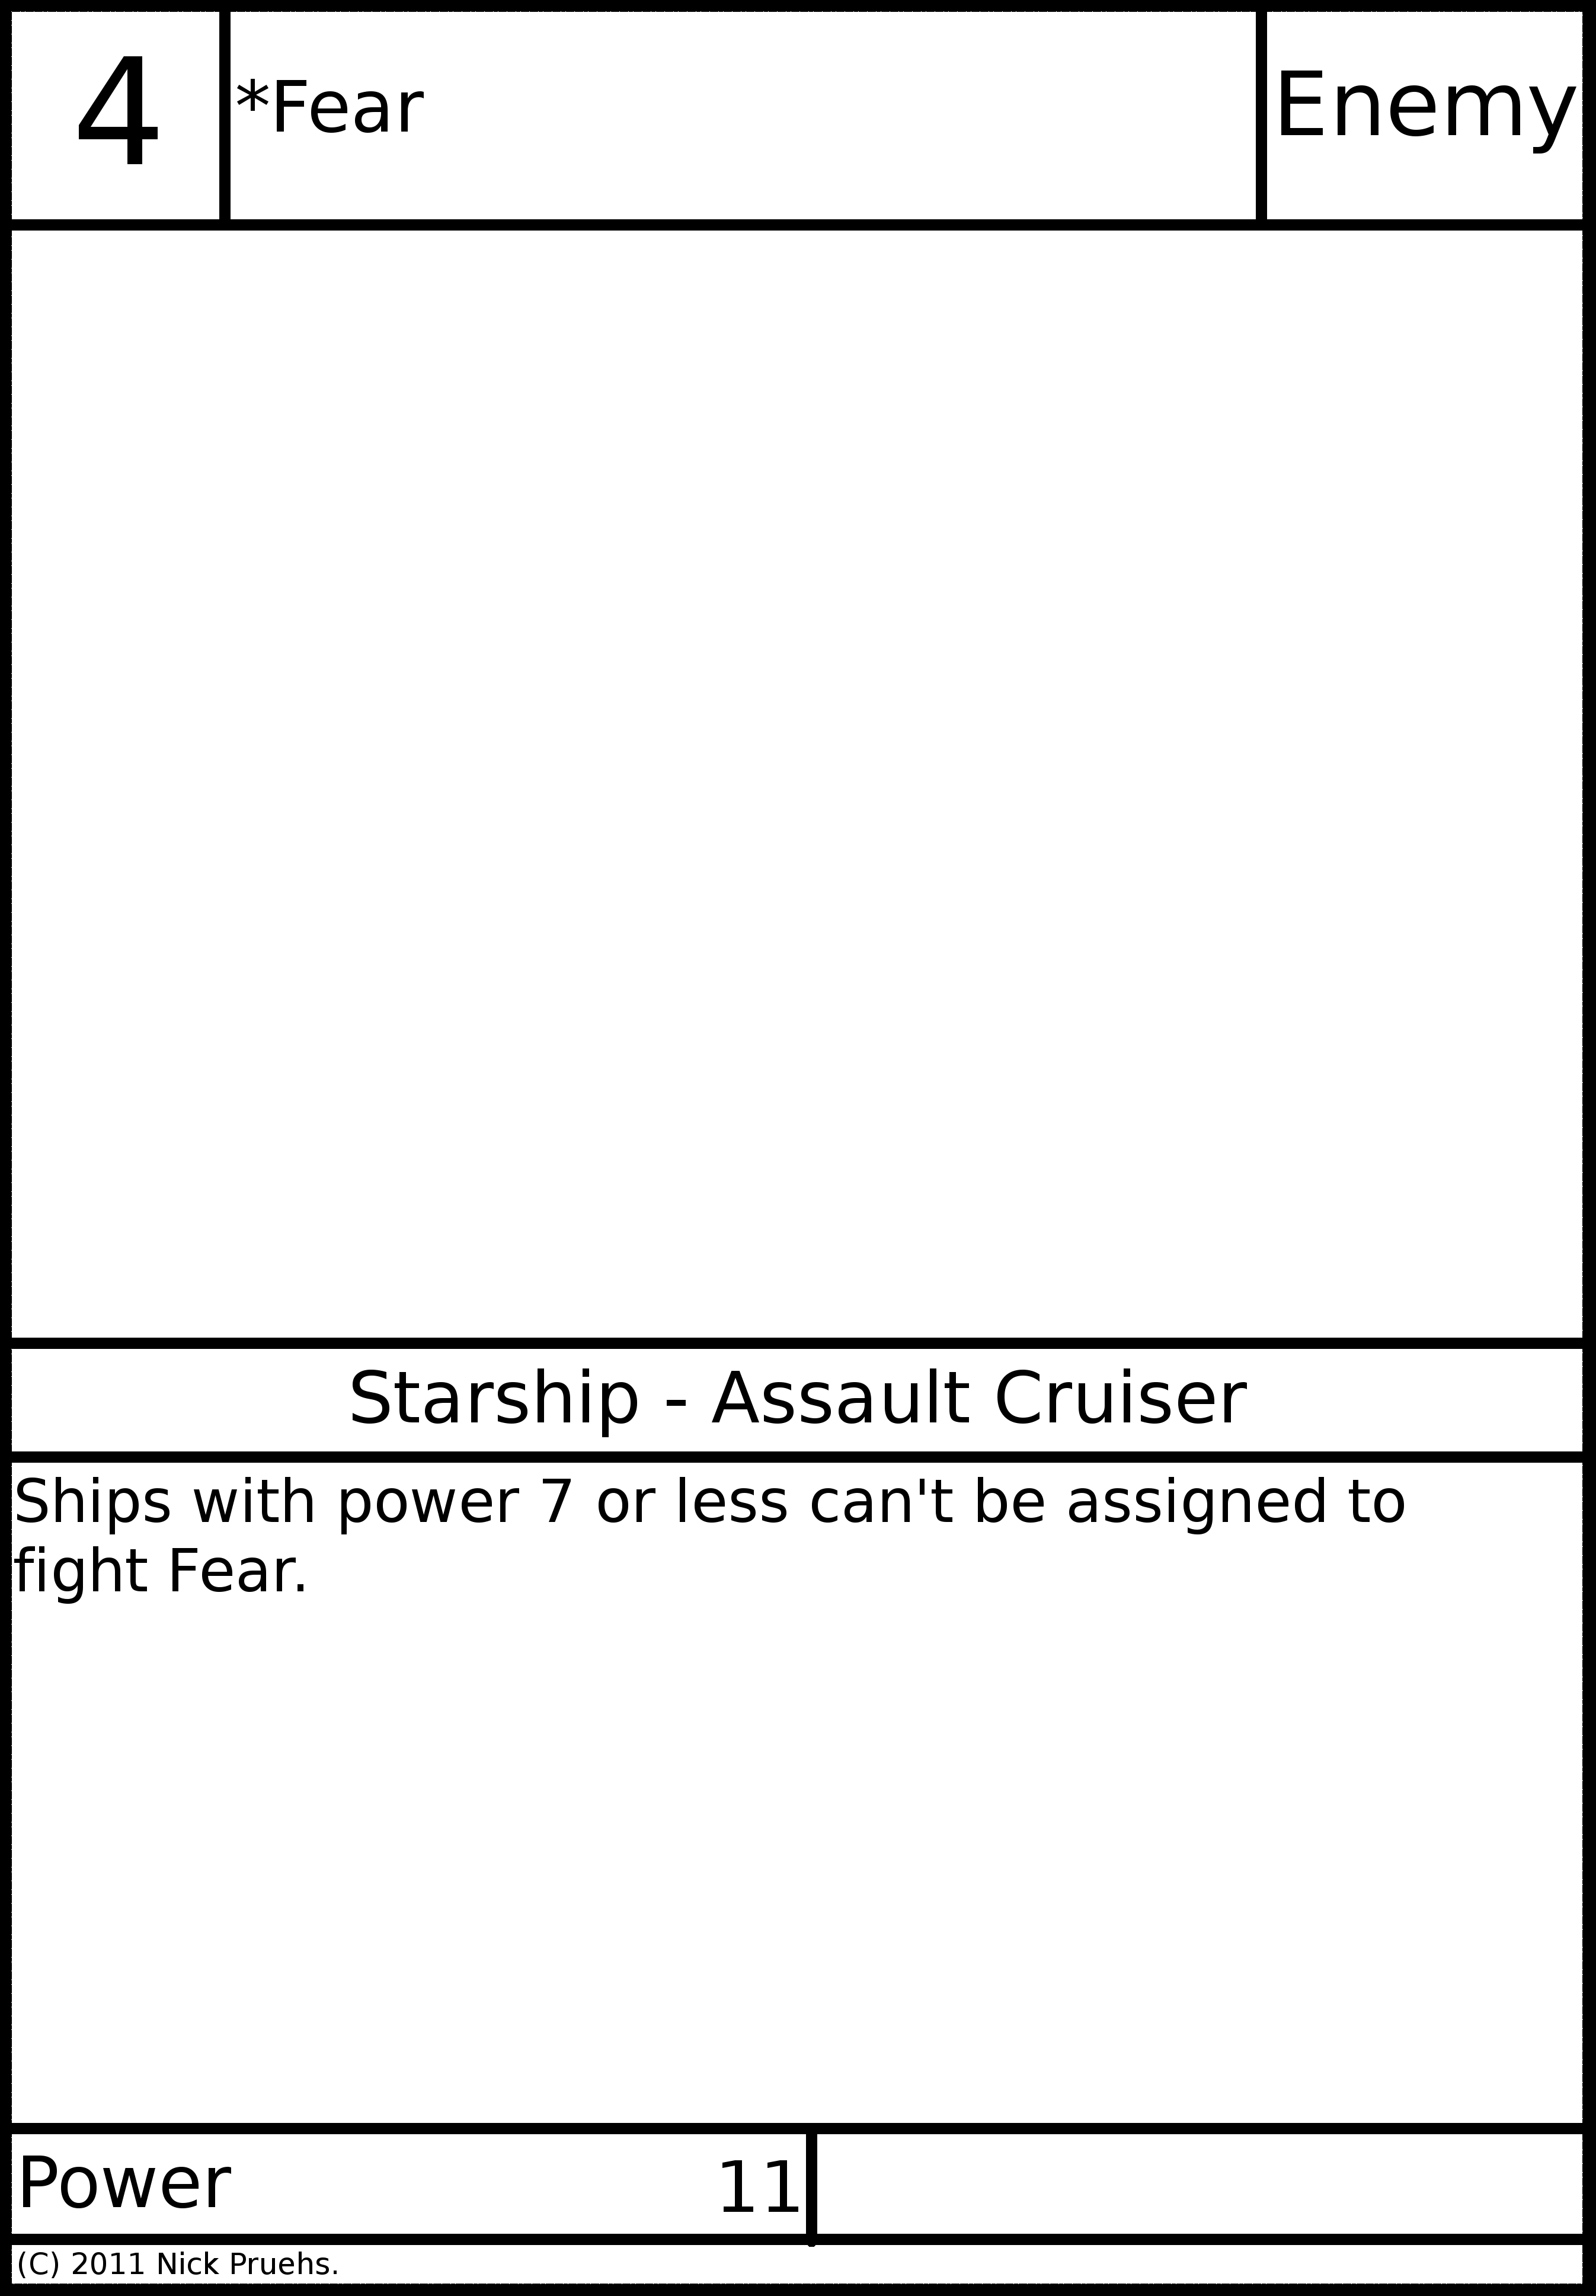 4
*Fear
Enemy
Starship - Assault Cruiser
Ships with power 7 or less can't be assigned to
fight Fear.
Power
11
(C) 2011 Nick Pruehs.